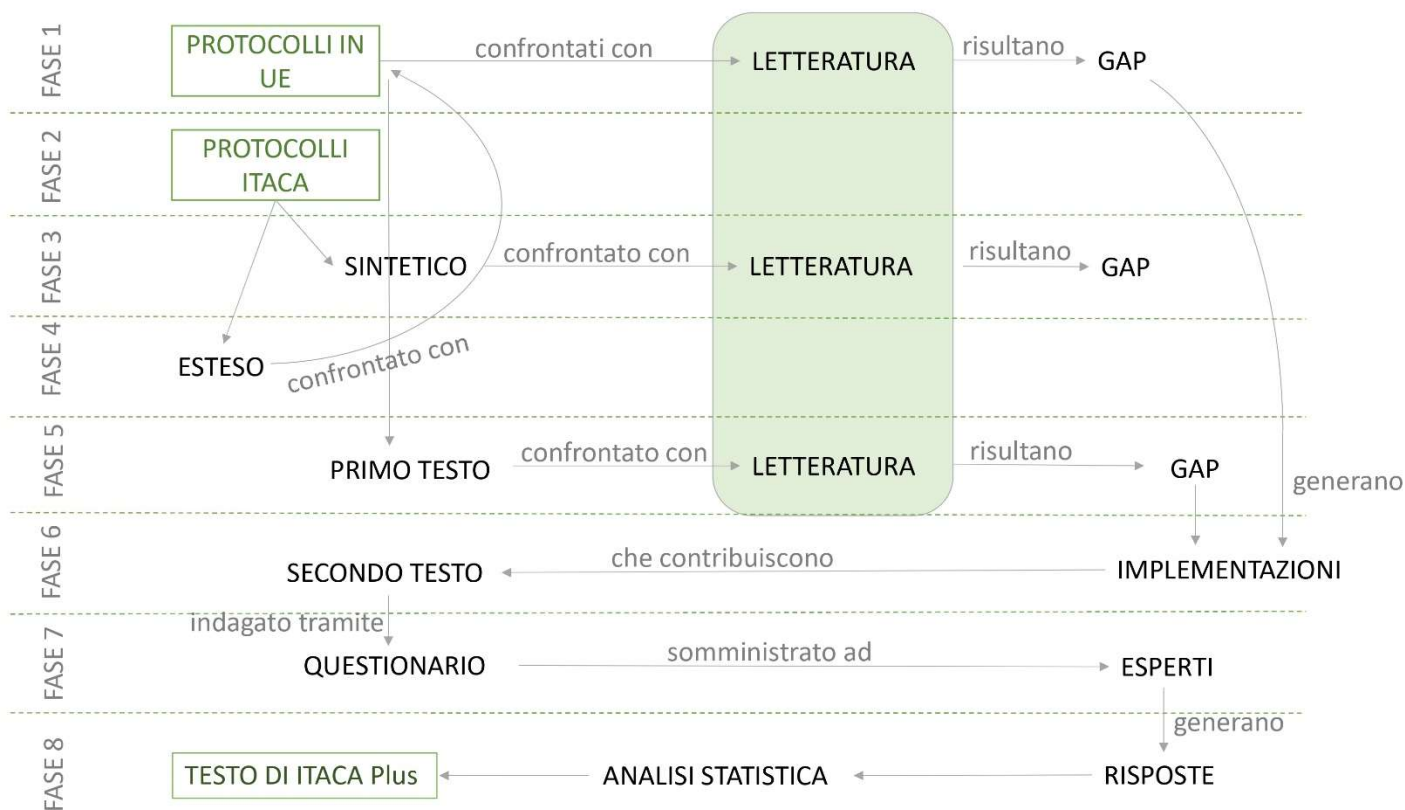 FASE 1
PROTOCOLLI IN
UE
confrontati con
LETTERATURA
risultano
GAP
FASE 2
PROTOCOLLI
ITACA
FASE 3
SINTETICO
confrontato con
LETTERATURA
risultano
GAP
FASE 4
ESTESO
confrontato con
FASE 5
PRIMO TESTO
confrontato con
LETTERATURA
risultano
GAP
generano
FASE 6
SECONDO TESTO
che contribuiscono
IMPLEMENTAZIONI
FASE 7
indagato tramite
QUESTIONARIO
somministrato ad
ESPERTI
generano
FASE 8
TESTO DI ITACA Plus
ANALISI STATISTICA
RISPOSTE